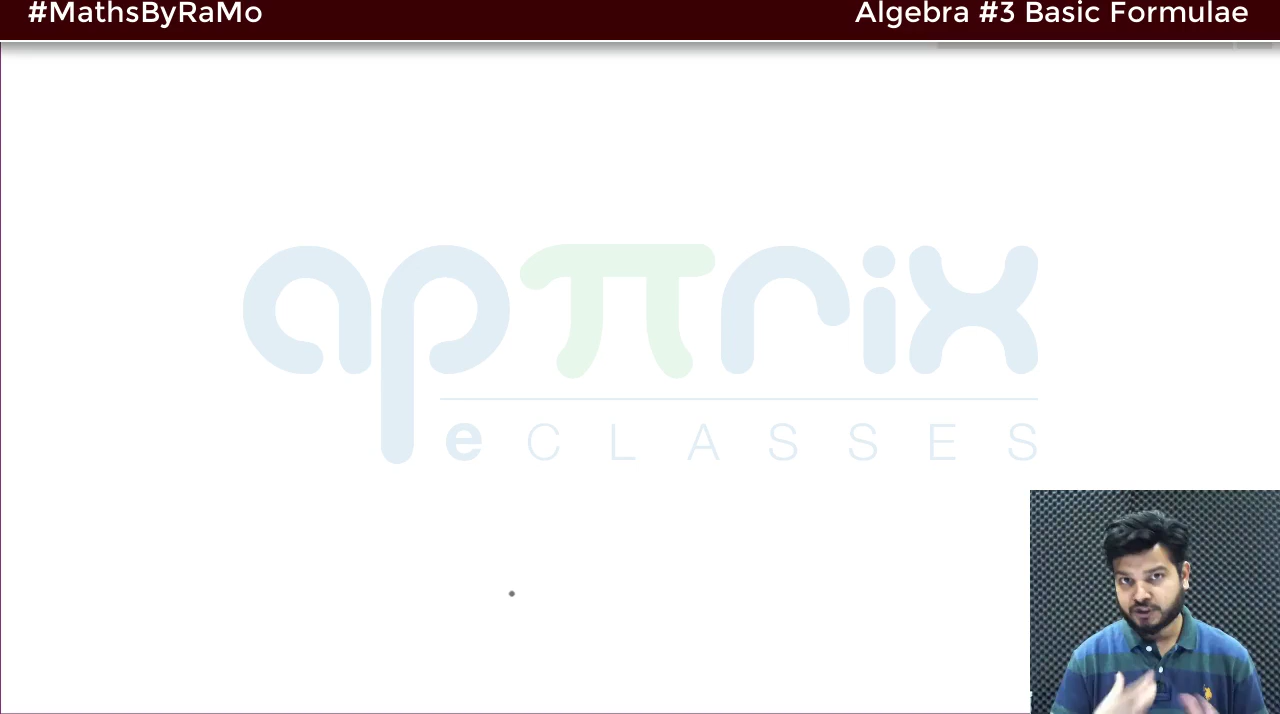 #MathsByRaMo
Algebra #3 Basic Formulae
apπrix
eCLASSES